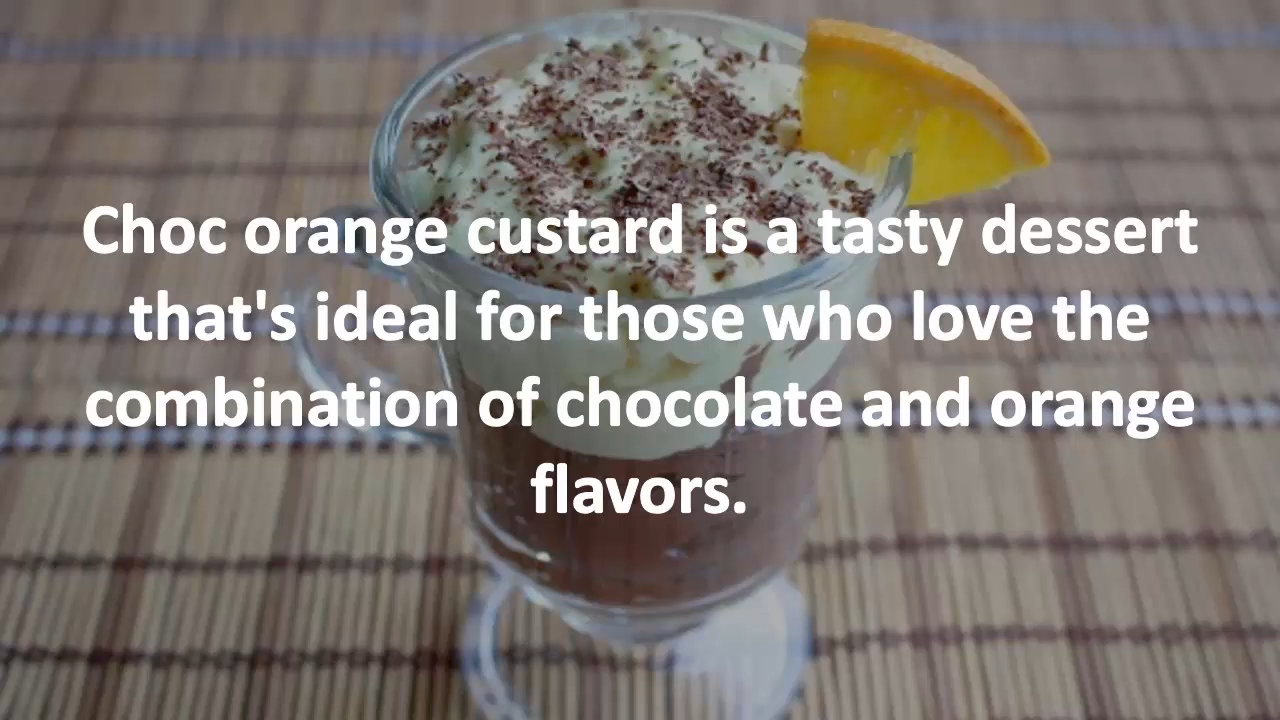 Choc orange custard is a tasty dessert
that's ideal for those who love the
combination of chocolate and orange
flavors.